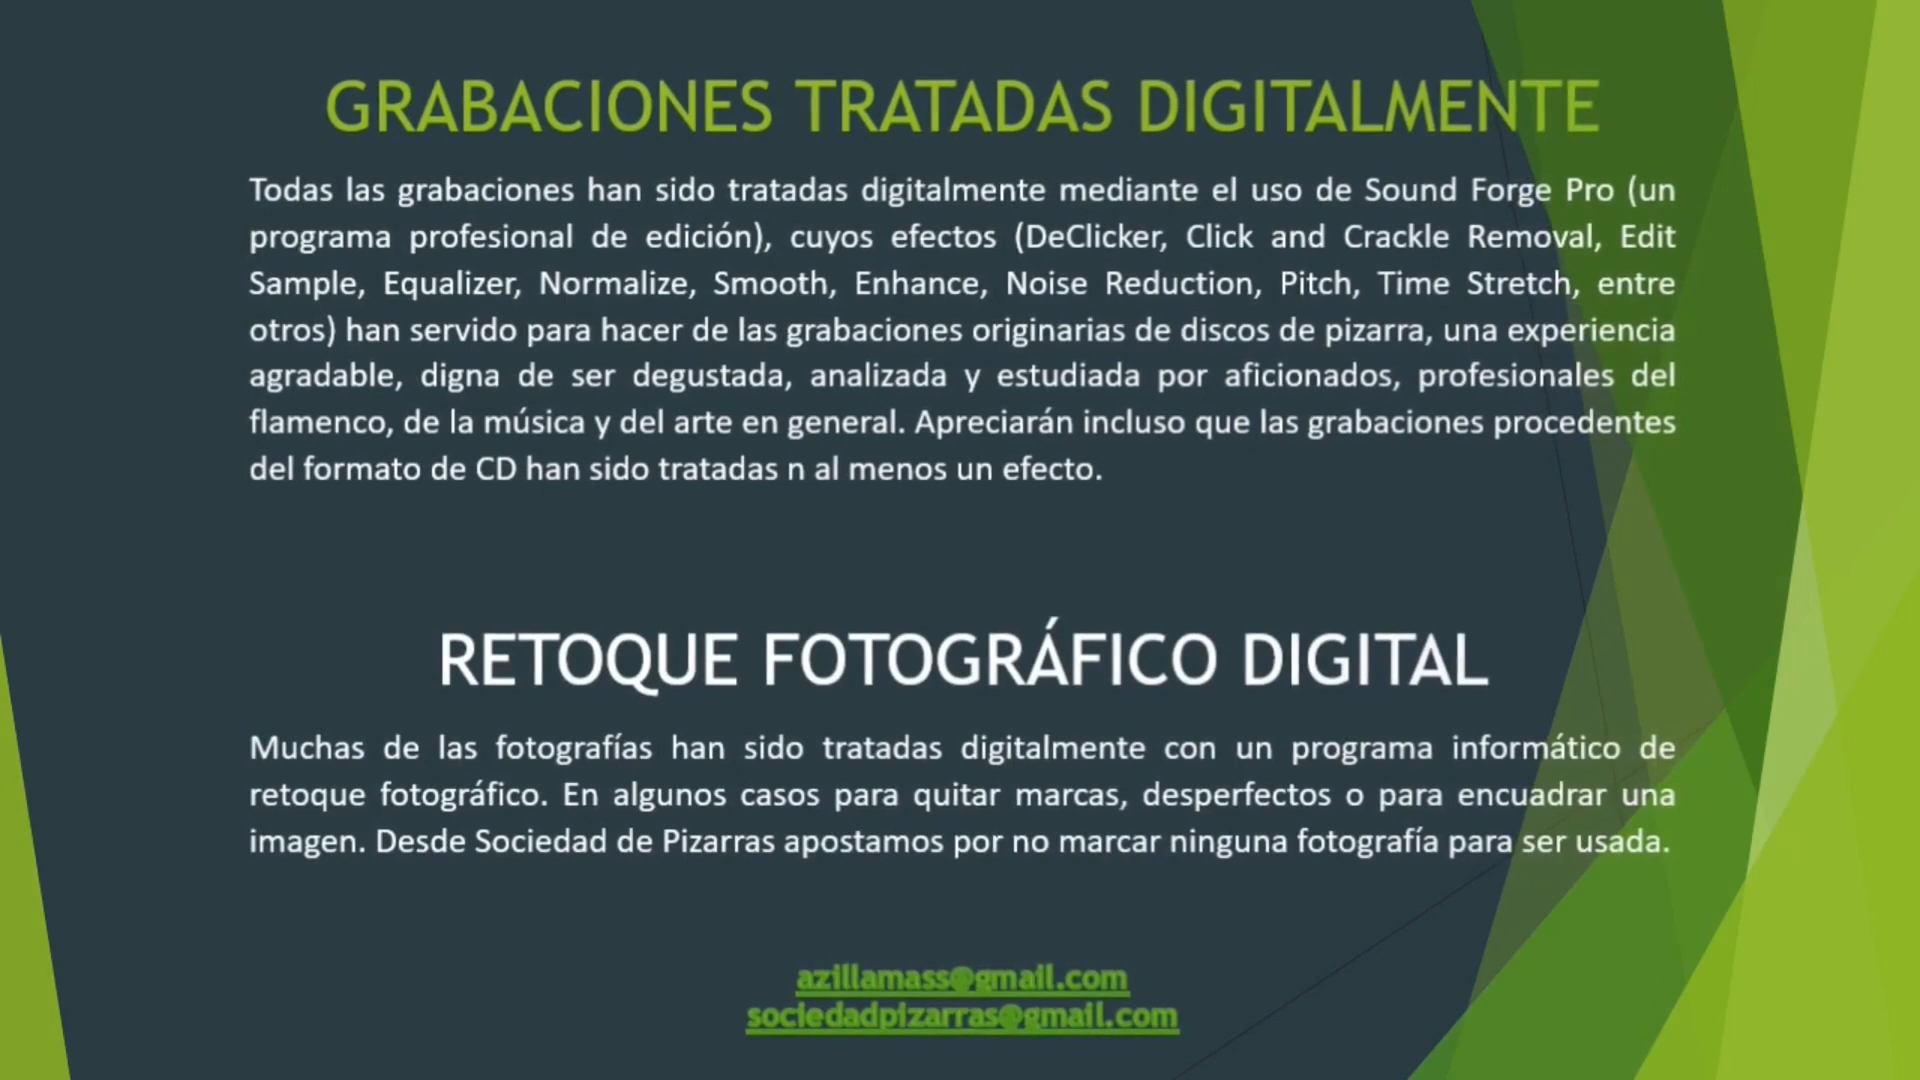 GRABACIONES TRATADAS DIGITALMENTE
Todas las grabaciones han sido tratadas digitalmente mediante el uso de Sound Forge Pro (un
programa profesional de edición), cuyos efectos (DeClicker, Click and Crackle Removal, Edit
Sample, Equalizer, Normalize, Smooth, Enhance, Noise Reduction, Pitch, Time Stretch, entre
otros) han servido para hacer de las grabaciones originarias de discos de pizarra, una experiencia
agradable, digna de ser degustada, analizada y estudiada por aficionados, profesionales del
flamenco, de la música y del arte en general. Apreciarán incluso que las grabaciones procedentes
del formato de CD han sido tratadas n al menos un efecto.
RETOQUE FOTOGRÁFICO DIGITAL
Muchas de las fotografías han sido tratadas digitalmente con un programa informático de
retoque fotográfico. En algunos casos para quitar marcas, desperfectos o para encuadrar una
imagen. Desde Sociedad de Pizarras apostamos por no marcar ninguna fotografía para ser usada.
azillamass@gmail.com
sociedadpizarras@gmail.com